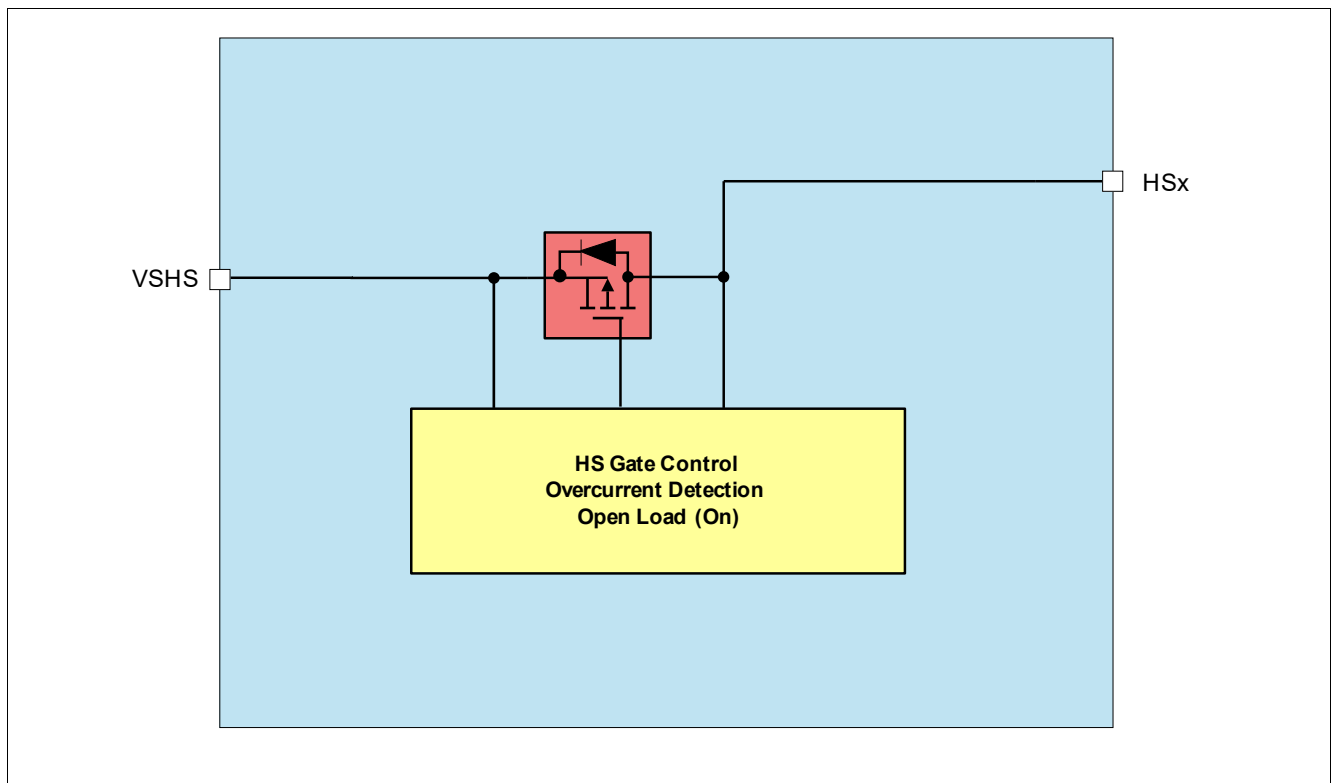 HSx
VSHS
HS Gate Control
Overcurrent Detection
Open Load (On)